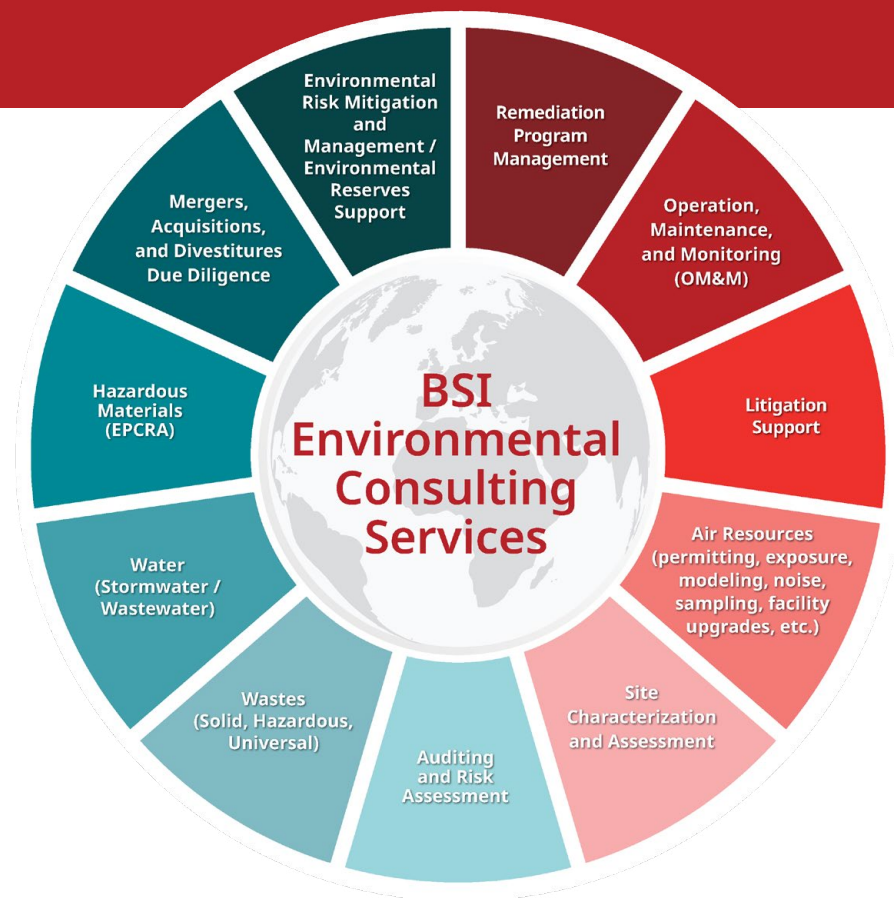 Environmental
Risk Mitigation
and
Management /
Environmental
Reserves
Support
Remediation
Program
Management
Operation,
Maintenance,
and Monitoring
(OM&M)
Litigation
Support
Air Resources
(permitting, exposure,
modeling, noise,
sampling, facility
upgrades, etc.)
Site
Characterization
and Assessment
Auditing
and Risk
Assessment
Wastes
(Solid, Hazardous,
Universal)
Water
(Stormwater /
Wastewater)
Hazardous
Materials
(EPCRA)
Mergers,
Acquisitions,
and Divestitures
Due Diligence
BSI
Environmental
Consulting
Services